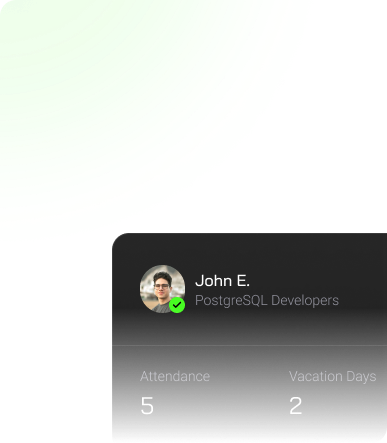 John E.
PostgreSQL Developers
Attendance
Vacation Days
5
2